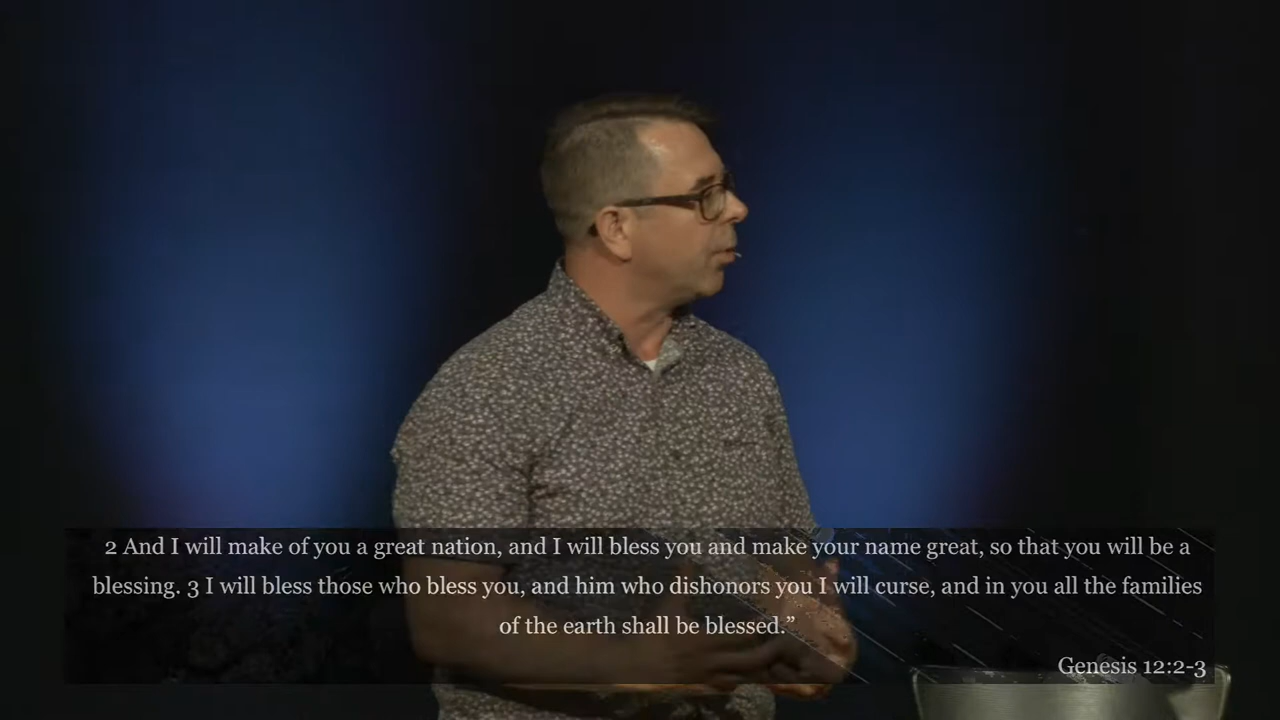 2 And I will make of you a great nation, and I will bless you and make your name great, so that you will be a
blessing. 3 I will bless those who bless you, and him who dishonors you I will curse, and in you all the families
of the earth shall be blessed.”
Genesis 12:2-3